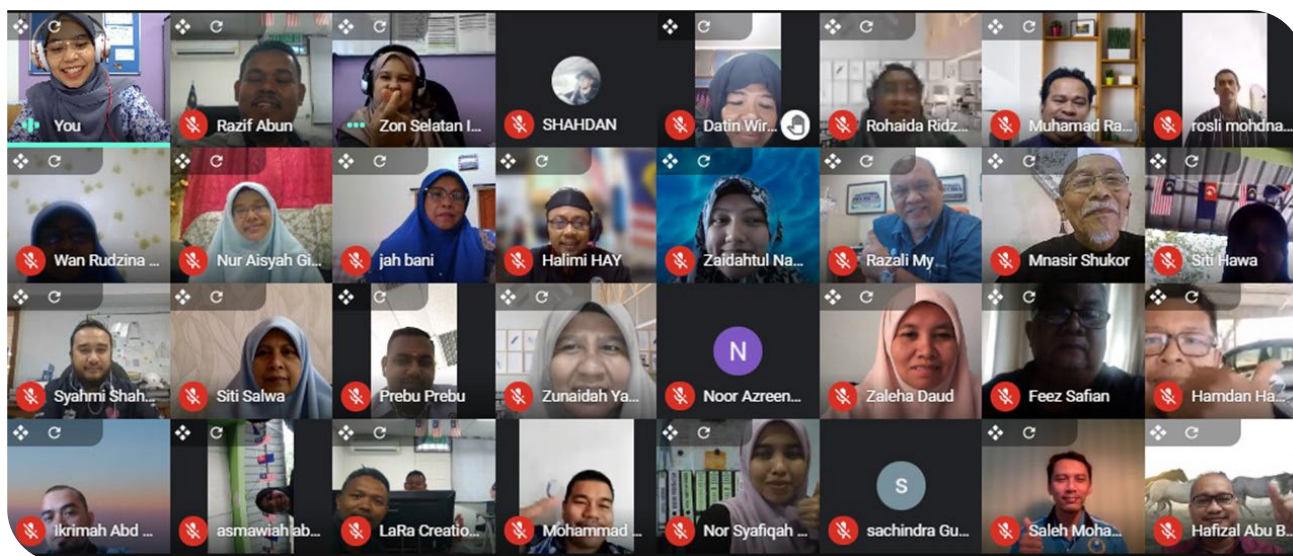 You
Razif Abun
Zon Selatan I...
SHAHDAN
Datin Wir...
Rohaida Ridz...
Muhamad Ra...
rosli mohdna...
Wan Rudzina ...
Nur Aisyah Gi...
jah bani
Halimi HAY
Zaidahtul Na...
Razali My
Mnasir Shukor
Siti Hawa
Syahmi Shah...
Siti Salwa
Prebu Prebu
Zunaidah Ya...
N
Noor Azreen...
Zaleha Daud
Feez Safian
Hamdan Ha...
Ikrimah Abd ...
asmawiah ab...
LaRa Creatio...
Mohammad ...
Nor Syafiqah ...
S
sachindra Gu...
Saleh Moha...
Hafizal Abu B...